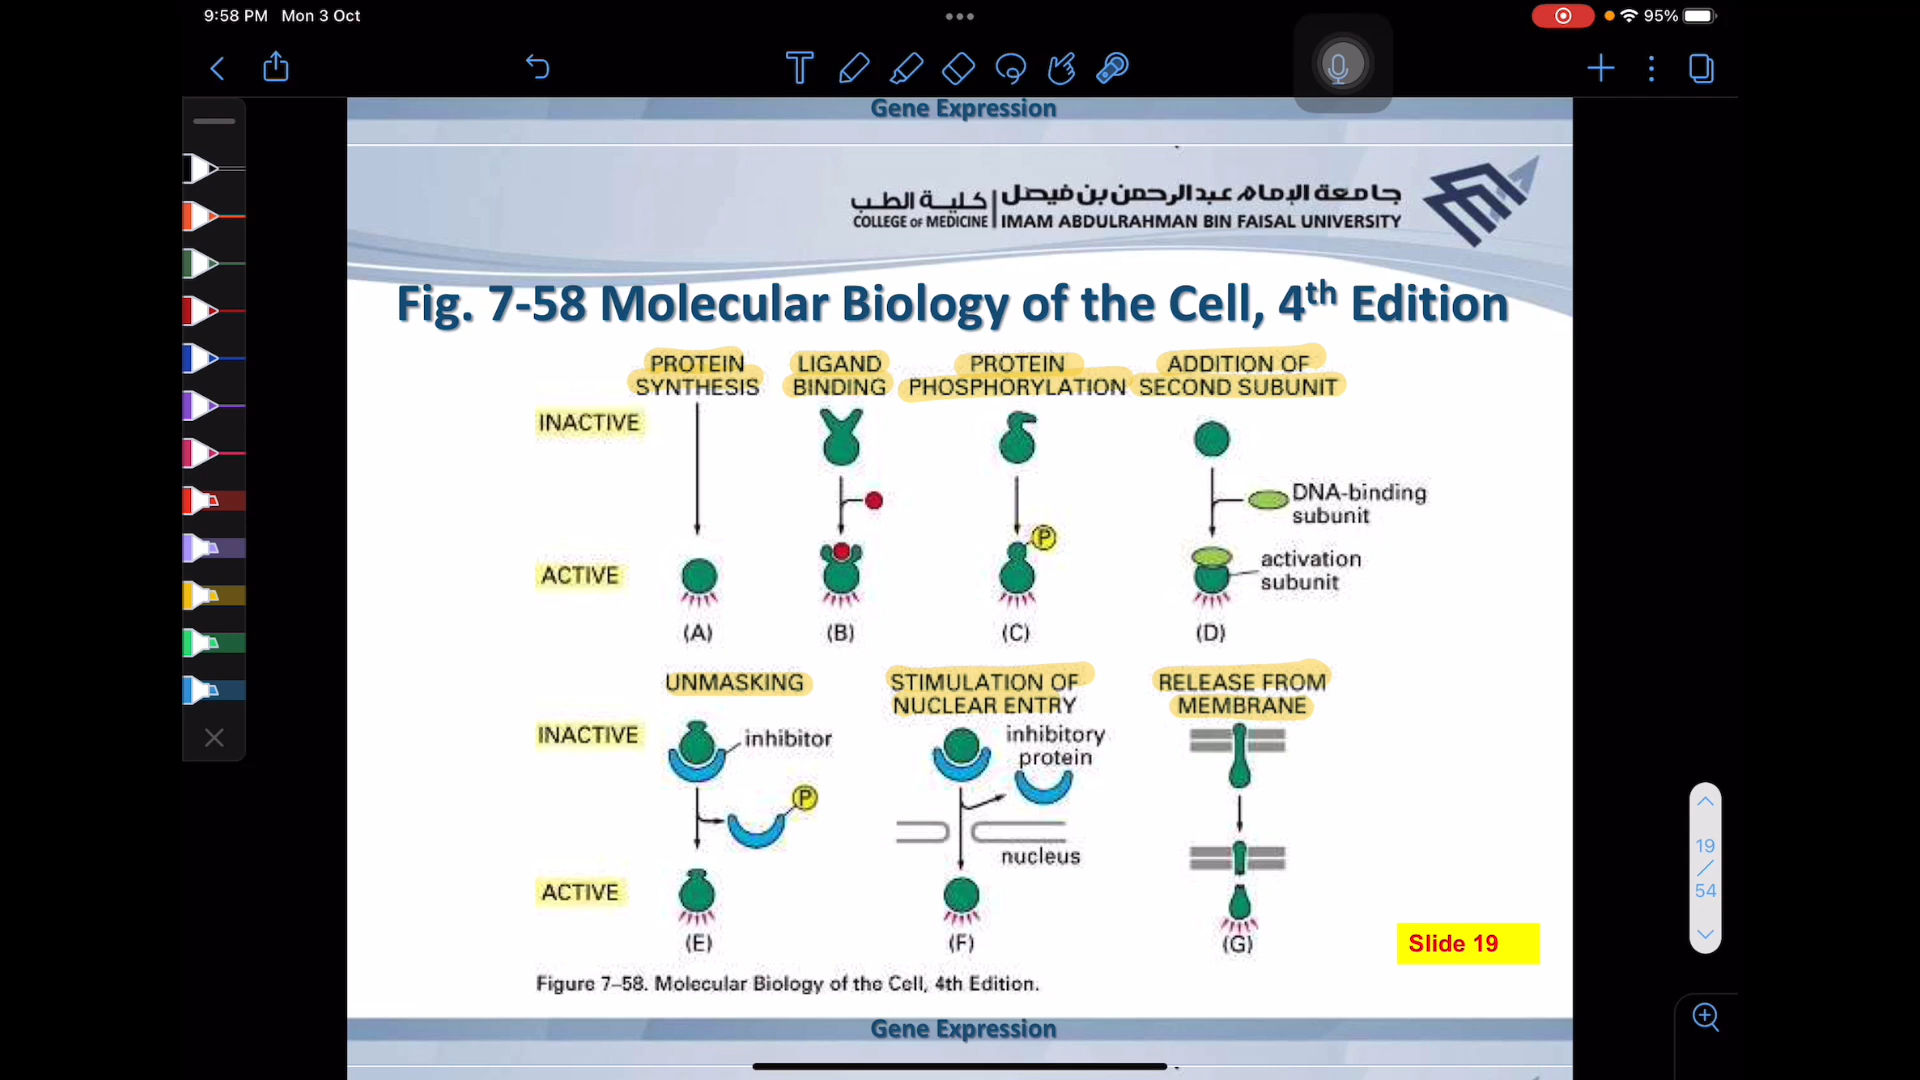 9:58 PM Mon 3 Oct
95%
Gene Expression
كلية الطب | جامعة الإمام عبدالرحمن بن فيصل
COLLEGE OF MEDICINE | IMAM ABDULRAHMAN BIN FAISAL UNIVERSITY
Fig. 7-58 Molecular Biology of the Cell, 4th Edition
PROTEIN SYNTHESIS
LIGAND BINDING
PROTEIN PHOSPHORYLATION
ADDITION OF SECOND SUBUNIT
INACTIVE
DNA-binding
subunit
P
ACTIVE
activation
subunit
(A) (B) (C) (D)
UNMASKING
STIMULATION OF NUCLEAR ENTRY
RELEASE FROM MEMBRANE
INACTIVE
inhibitor
inhibitory
protein
P
nucleus
ACTIVE
(E) (F) (G)
Slide 19
Figure 7–58. Molecular Biology of the Cell, 4th Edition.
Gene Expression
19
/
54